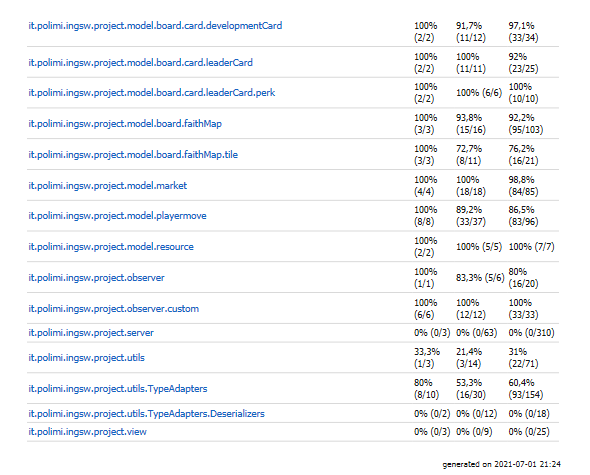 it.polimi.ingsw.project.model.board.card.developmentCard 100% (2/2) 91,7% (11/12) 97,1% (33/34)
it.polimi.ingsw.project.model.board.card.leaderCard 100% (2/2) 100% (11/11) 92% (23/25)
it.polimi.ingsw.project.model.board.card.leaderCard.perk 100% (2/2) 100% (6/6) 100% (10/10)
it.polimi.ingsw.project.model.board.faithMap 100% (3/3) 93,8% (15/16) 92,2% (95/103)
it.polimi.ingsw.project.model.board.faithMap.tile 100% (3/3) 72,7% (8/11) 76,2% (16/21)
it.polimi.ingsw.project.model.market 100% (4/4) 100% (18/18) 98,8% (84/85)
it.polimi.ingsw.project.model.playermove 100% (8/8) 89,2% (33/37) 86,5% (83/96)
it.polimi.ingsw.project.model.resource 100% (2/2) 100% (5/5) 100% (7/7)
it.polimi.ingsw.project.observer 100% (1/1) 83,3% (5/6) 80% (16/20)
it.polimi.ingsw.project.observer.custom 100% (6/6) 100% (12/12) 100% (33/33)
it.polimi.ingsw.project.server 0% (0/3) 0% (0/63) 0% (0/310)
it.polimi.ingsw.project.utils 33,3% (1/3) 21,4% (3/14) 31% (22/71)
it.polimi.ingsw.project.utils.TypeAdapters 80% (8/10) 53,3% (16/30) 60,4% (93/154)
it.polimi.ingsw.project.utils.TypeAdapters.Deserializers 0% (0/2) 0% (0/12) 0% (0/18)
it.polimi.ingsw.project.view 0% (0/3) 0% (0/9) 0% (0/25)
generated on 2021-07-01 21:24